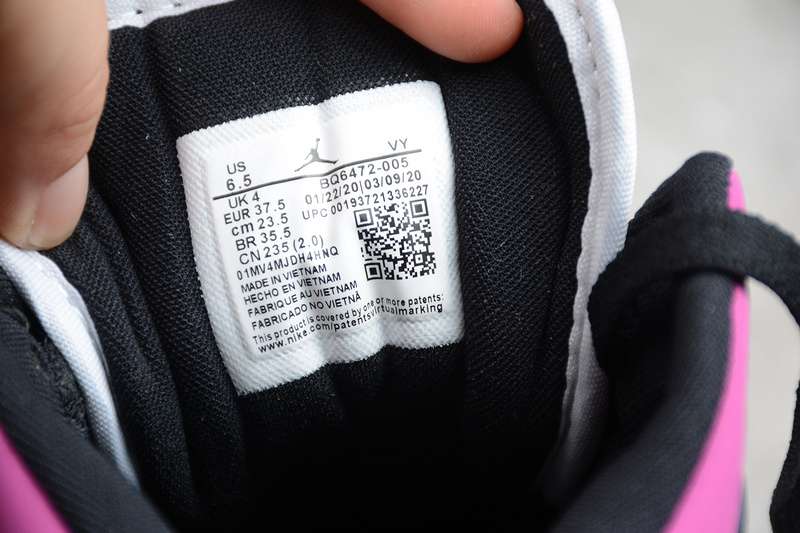 US VY
6.5 BQ6472-005
UK 4 01/22/20|03/09/20
EUR 37.5 UPC 00193721336227
cm 23.5
BR 35.5
CN 235 (2.0)
01MV4MJDH4HNQ
MADE IN VIETNAM
HECHO EN VIETNAM
FABRIQUE AU VIETNAM
FABRICADO NO VIETNÃ
This product is covered by one or more patents:
www.nike.com/patentsvirtualmarking